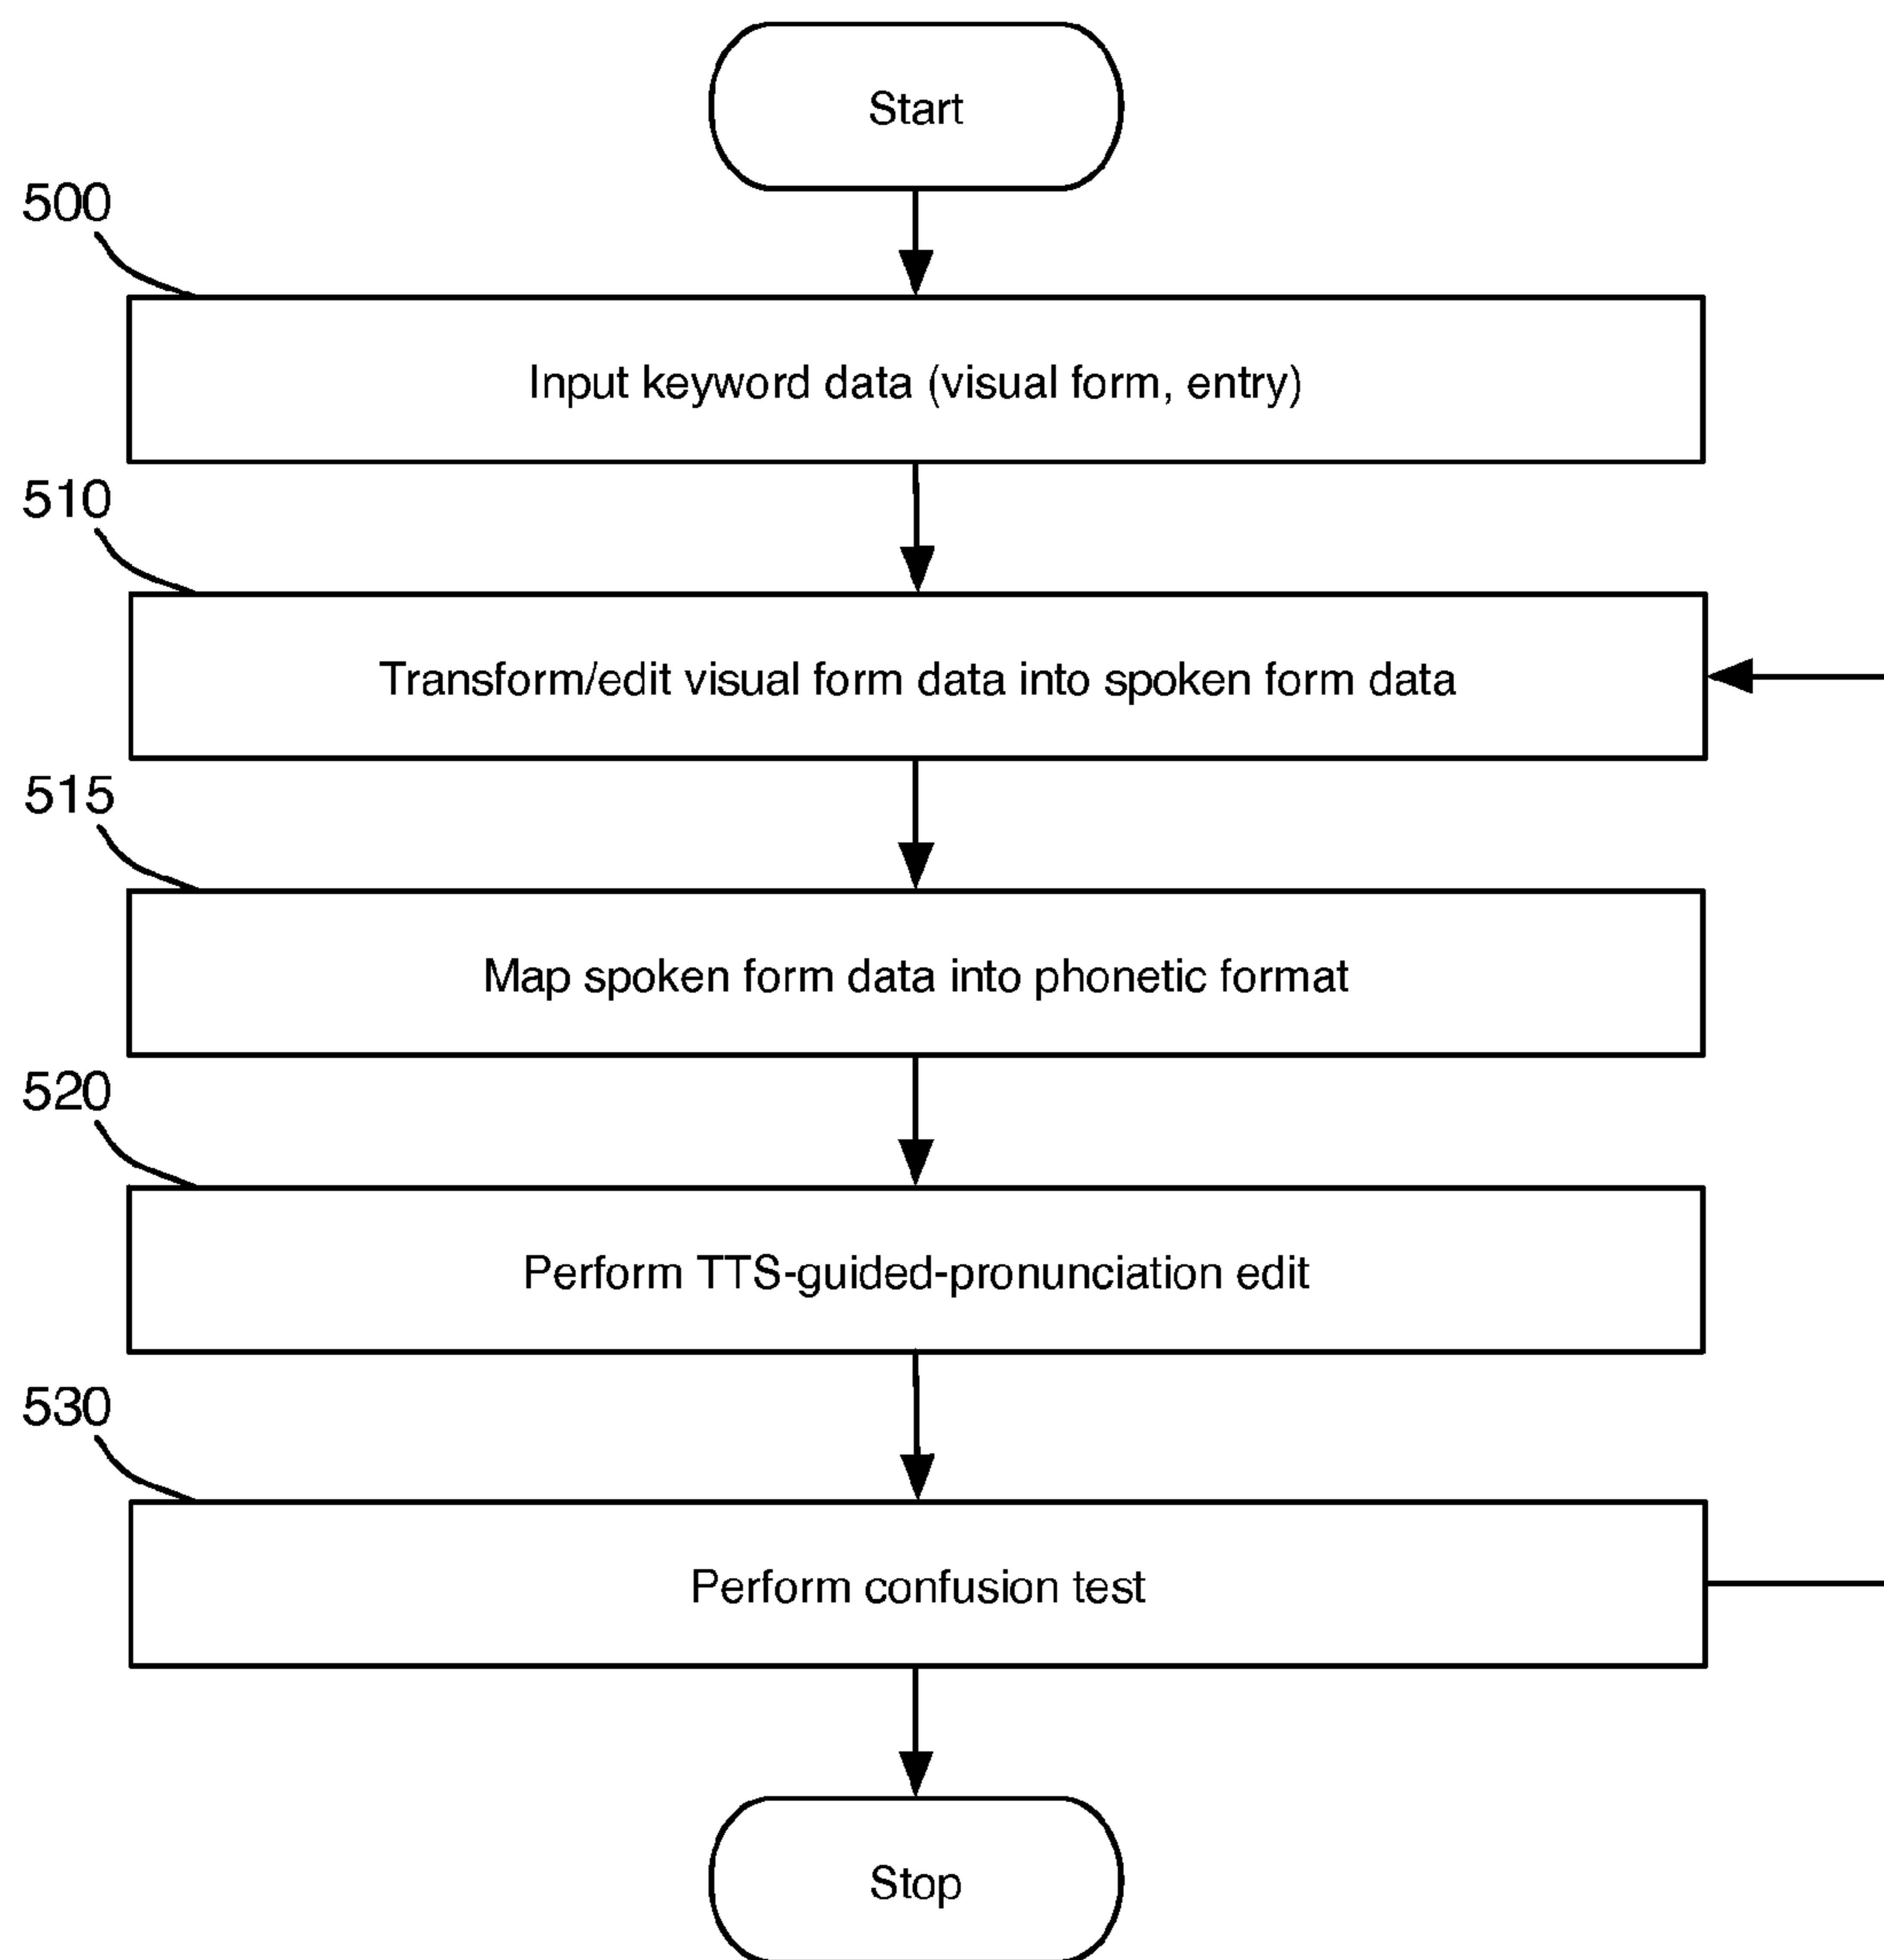 Start
500
Input keyword data (visual form, entry)
510
Transform/edit visual form data into spoken form data
515
Map spoken form data into phonetic format
520
Perform TTS-guided-pronunciation edit
530
Perform confusion test
Stop